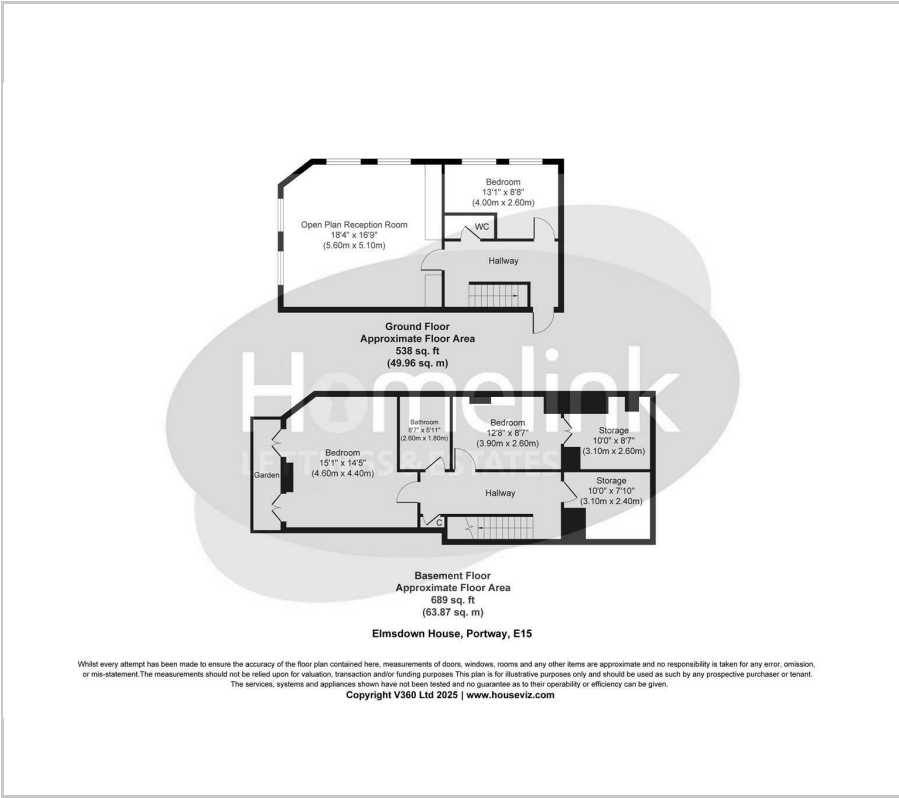 Bedroom
13'1" x 8'8"
(4.00m x 2.60m)
Open Plan Reception Room
18'4" x 16'9"
(5.60m x 5.10m)
WC
Hallway
Ground Floor
Approximate Floor Area
538 sq. ft
(49.96 sq. m)
Homelink
LETTINGS & ESTATES
Bathroom
8'7" x 5'11"
(2.60m x 1.80m)
Bedroom
12'8" x 8'7"
(3.90m x 2.60m)
Storage
10'0" x 8'7"
(3.10m x 2.60m)
Bedroom
15'1" x 14'5"
(4.60m x 4.40m)
Garden
Hallway
Storage
10'0" x 7'10"
(3.10m x 2.40m)
C
Basement Floor
Approximate Floor Area
689 sq. ft
(63.87 sq. m)
Elmsdown House, Portway, E15
Whilst every attempt has been made to ensure the accuracy of the floor plan contained here, measurements of doors, windows, rooms and any other items are approximate and no responsibility is taken for any error, omission,
or mis-statement.The measurements should not be relied upon for valuation, transaction and/or funding purposes This plan is for illustrative purposes only and should be used as such by any prospective purchaser or tenant.
The services, systems and appliances shown have not been tested and no guarantee as to their operability or efficiency can be given.
Copyright V360 Ltd 2025 | www.houseviz.com